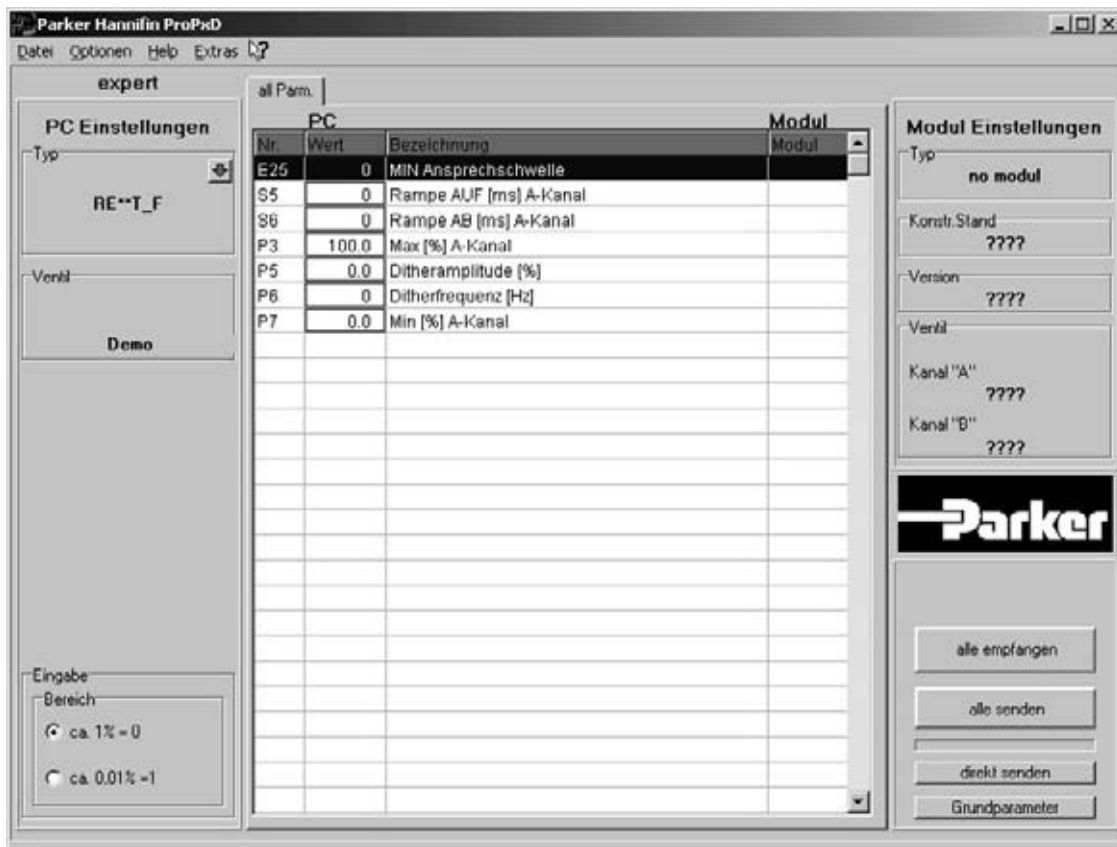 Parker Hannifin ProPxD
Datei Optionen Help Extras
expert
PC Einstellungen
Typ
RE**T_F
Ventil
Demo
Eingabe
Bereich
ca. 1% = 0
ca. 0.01% =1
all Parm.
PC Modul
Nr. Wert Bezeichnung Modul
E25 0 MIN Ansprechschwelle
S5 0 Rampe AUF [ms] A-Kanal
S6 0 Rampe AB [ms] A-Kanal
P3 100.0 Max [%] A-Kanal
P5 0.0 Ditheramplitude [%]
P6 0 Ditherfrequenz [Hz]
P7 0.0 Min [%] A-Kanal
Modul Einstellungen
Typ
no modul
Konstr.Stand
????
Version
????
Ventil
Kanal "A"
????
Kanal "B"
????
Parker
alle empfangen
alle senden
direkt senden
Grundparameter